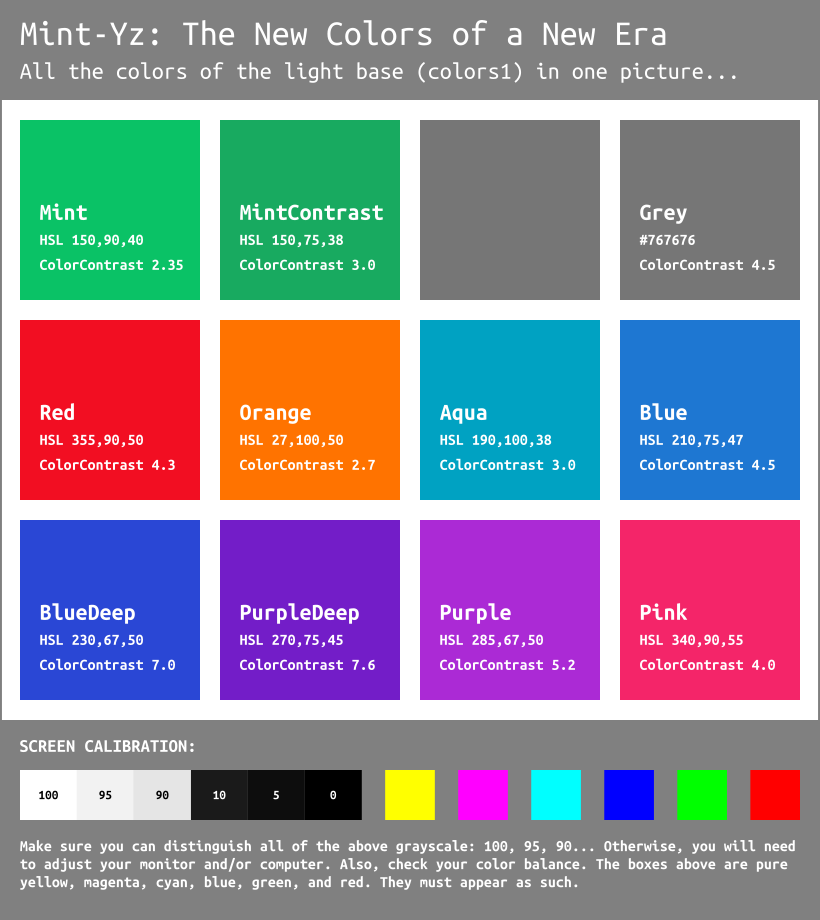 Mint-Yz: The New Colors of a New Era
All the colors of the light base (colors1) in one picture...
Mint
HSL 150,90,40
ColorContrast 2.35
MintContrast
HSL 150,75,38
ColorContrast 3.0
Grey
#767676
ColorContrast 4.5
Red
HSL 355,90,50
ColorContrast 4.3
Orange
HSL 27,100,50
ColorContrast 2.7
Aqua
HSL 190,100,38
ColorContrast 3.0
Blue
HSL 210,75,47
ColorContrast 4.5
BlueDeep
HSL 230,67,50
ColorContrast 7.0
PurpleDeep
HSL 270,75,45
ColorContrast 7.6
Purple
HSL 285,67,50
ColorContrast 5.2
Pink
HSL 340,90,55
ColorContrast 4.0
SCREEN CALIBRATION:
100 95 90 10 5 0
Make sure you can distinguish all of the above grayscale: 100, 95, 90... Otherwise, you will need
to adjust your monitor and/or computer. Also, check your color balance. The boxes above are pure
yellow, magenta, cyan, blue, green, and red. They must appear as such.